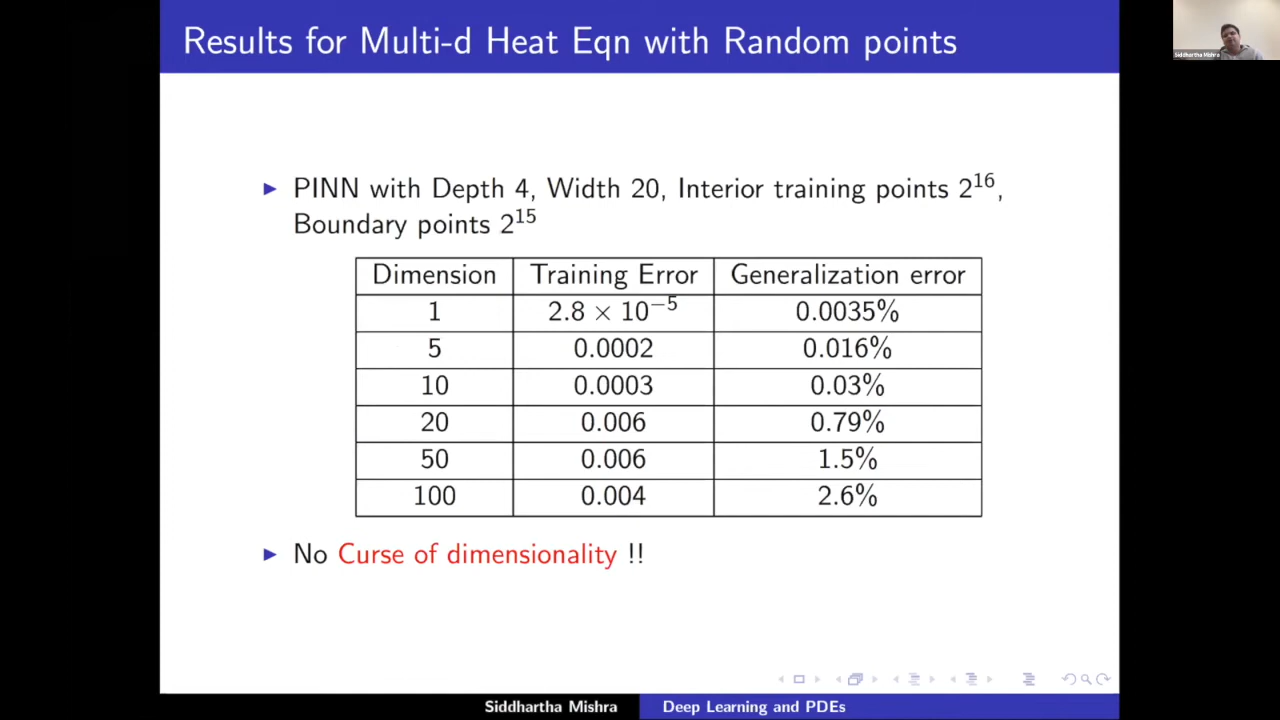 Results for Multi-d Heat Eqn with Random points
Siddhartha Mishra
▶ PINN with Depth 4, Width 20, Interior training points 2^16,
Boundary points 2^15
Dimension Training Error Generalization error
1 2.8 × 10^−5 0.0035%
5 0.0002 0.016%
10 0.0003 0.03%
20 0.006 0.79%
50 0.006 1.5%
100 0.004 2.6%
▶ No Curse of dimensionality !!
Siddhartha Mishra Deep Learning and PDEs